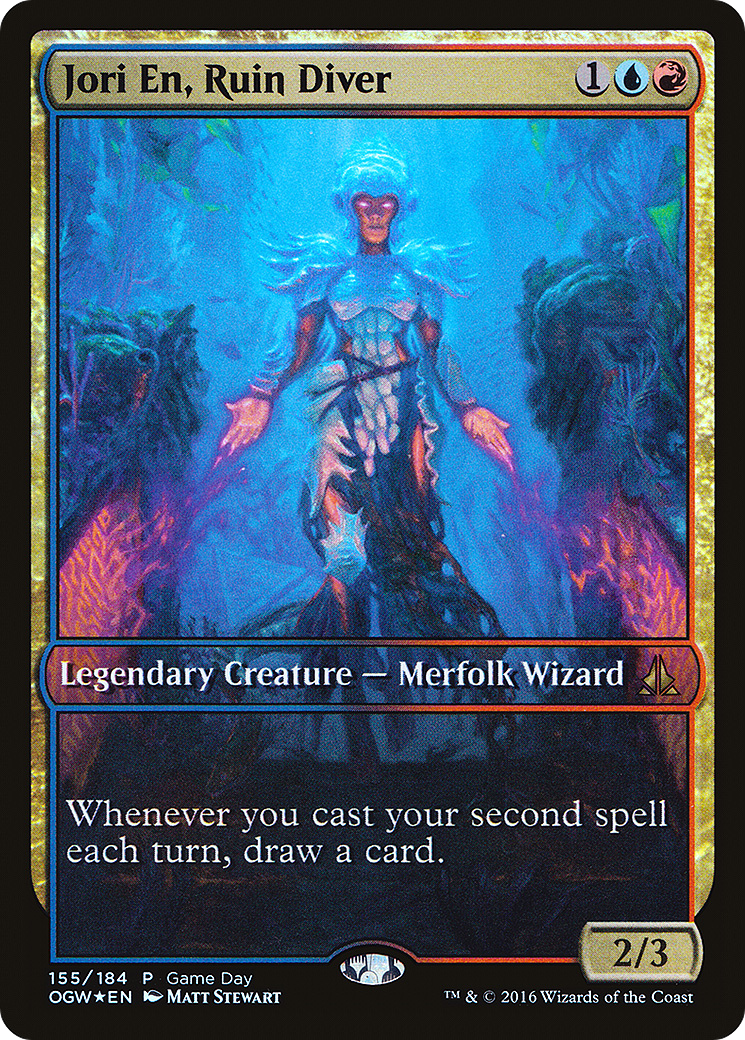 Jori En, Ruin Diver 1
Legendary Creature — Merfolk Wizard
Whenever you cast your second spell
each turn, draw a card.
2/3
155/184 P Game Day
OGW★EN Matt Stewart
™ & © 2016 Wizards of the Coast